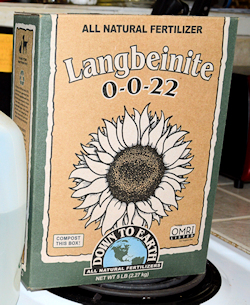 ALL NATURAL FERTILIZER
Langbeinite
0-0-22
COMPOST
THIS BOX!
OMRI
LISTED
DOWN TO EARTH
ALL NATURAL FERTILIZERS
NET WT 5 LB (2.27 kg)